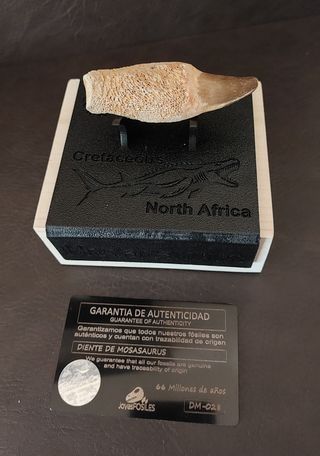 Cretaceous
North Africa
GARANTIA DE AUTENTICIDAD
GUARANTEE OF AUTHENTICITY
Garantizamos que todos nuestros fósiles son
auténticos y cuentan con trazabilidad de origen
DIENTE DE MOSASAURUS
We guarantee that all our fossils are genuine
and have traceability of origin
66 Millones de años
JoyasFÓSILES